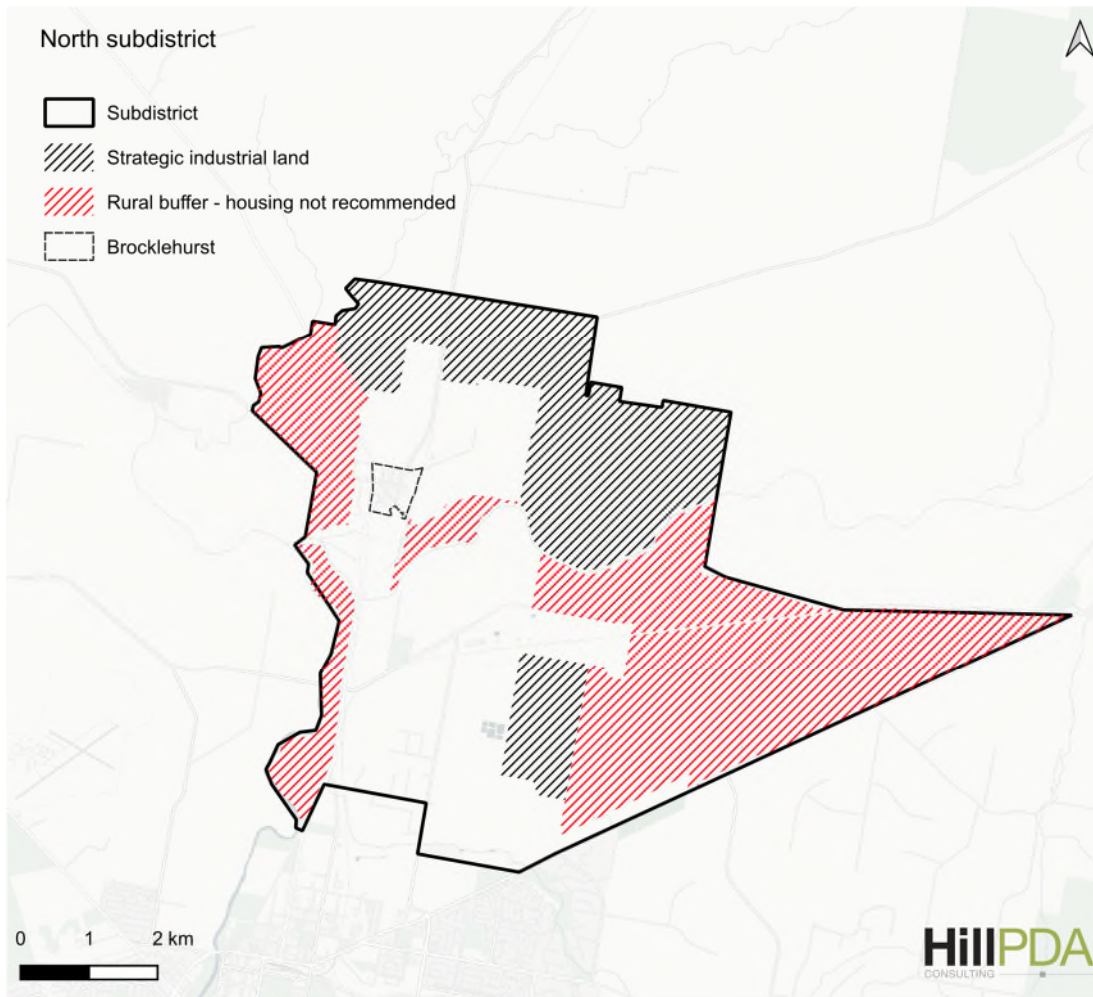 North subdistrict
Subdistrict
Strategic industrial land
Rural buffer - housing not recommended
Brocklehurst
0 1 2 km
HillPDA
CONSULTING